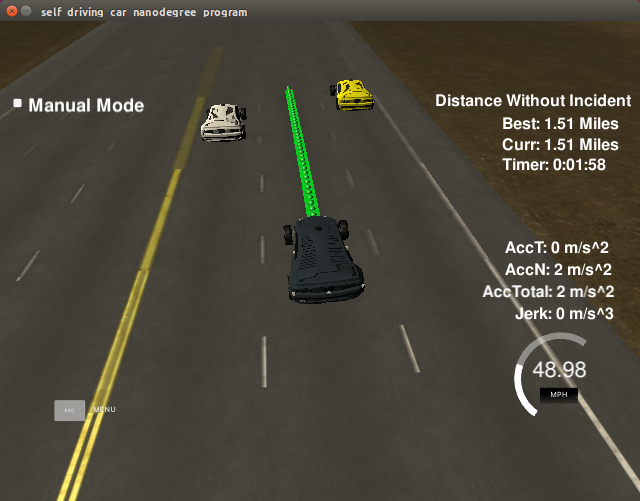 self driving car nanodegree program
Manual Mode
Distance Without Incident
Best: 1.51 Miles
Curr: 1.51 Miles
Timer: 0:01:58
AccT: 0 m/s^2
AccN: 2 m/s^2
AccTotal: 2 m/s^2
Jerk: 0 m/s^3
48.98
MPH
ESC MENU